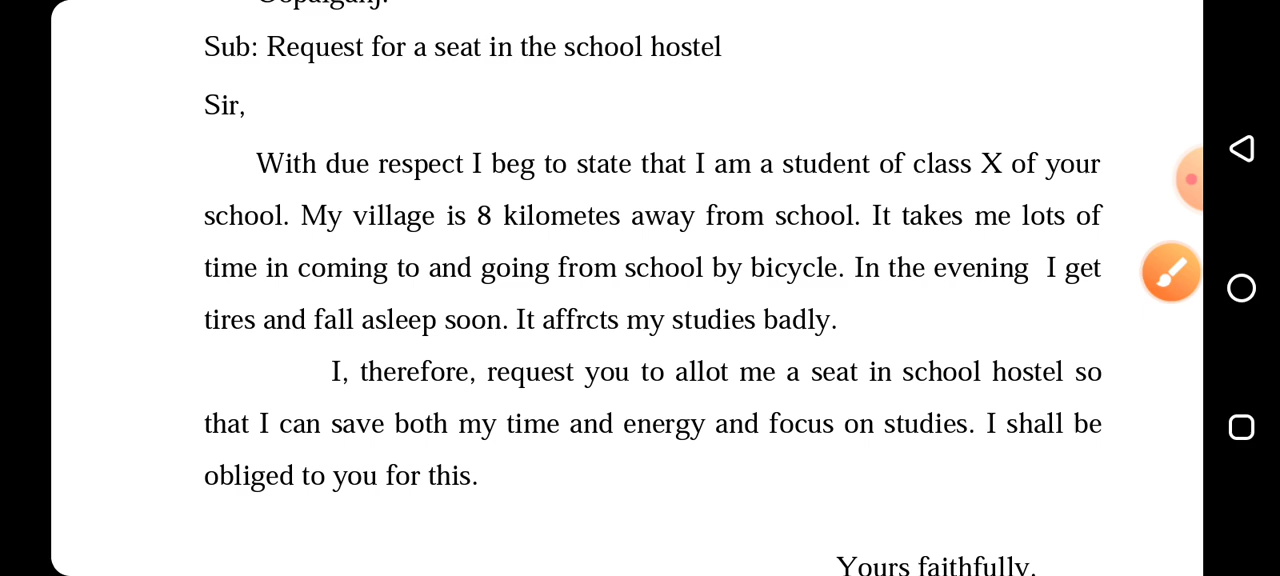 Gopalganj.
Sub: Request for a seat in the school hostel
Sir,
With due respect I beg to state that I am a student of class X of your
school. My village is 8 kilometes away from school. It takes me lots of
time in coming to and going from school by bicycle. In the evening  I get
tires and fall asleep soon. It affrcts my studies badly.
I, therefore, request you to allot me a seat in school hostel so
that I can save both my time and energy and focus on studies. I shall be
obliged to you for this.
Yours faithfully,